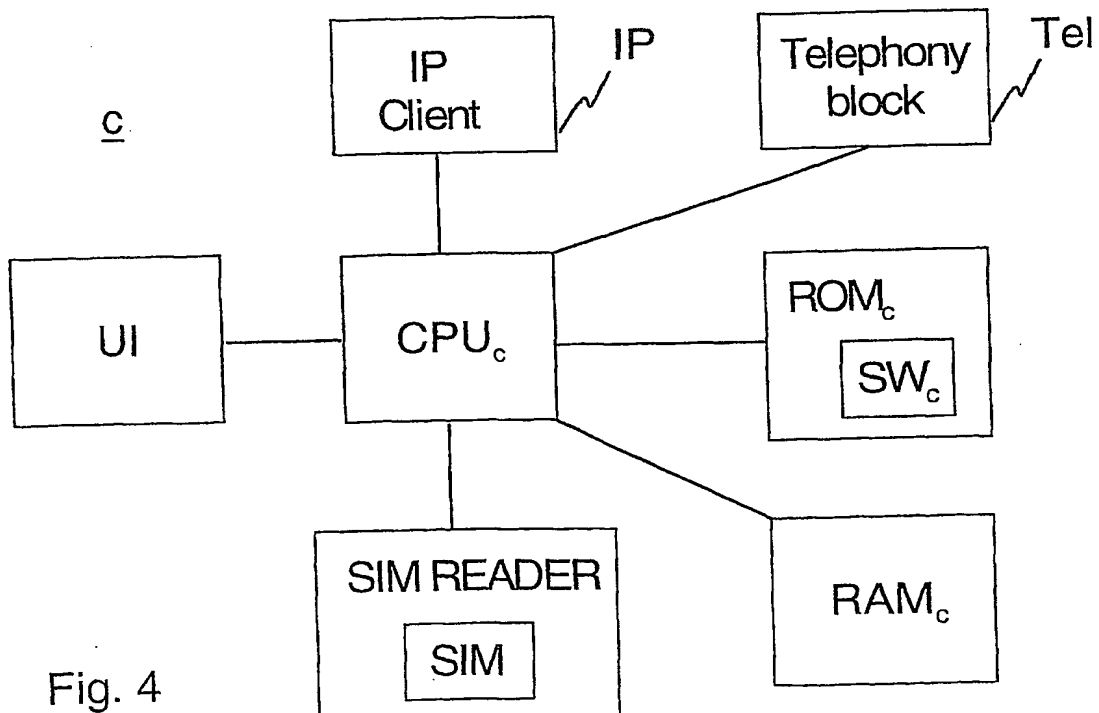 IP
Client
IP
Telephony
block
Tel
c
UI
CPUc
ROMc
SWc
SIM READER
SIM
RAMc
Fig. 4